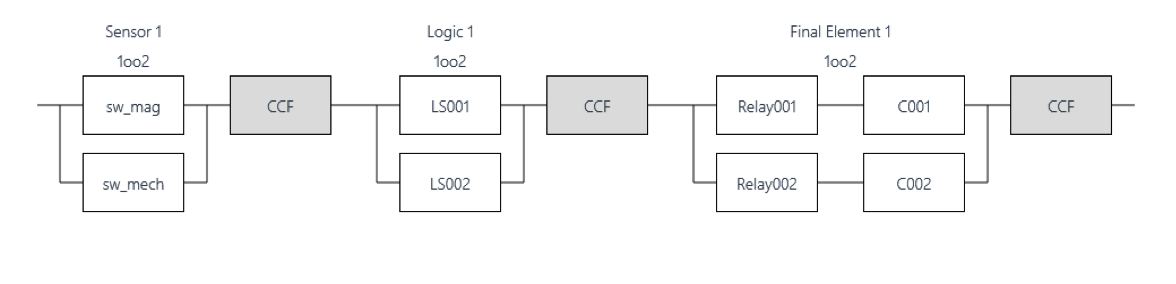 Sensor 1
Logic 1
Final Element 1
1oo2
1oo2
1oo2
sw_mag
CCF
LS001
CCF
Relay001
C001
CCF
sw_mech
LS002
Relay002
C002